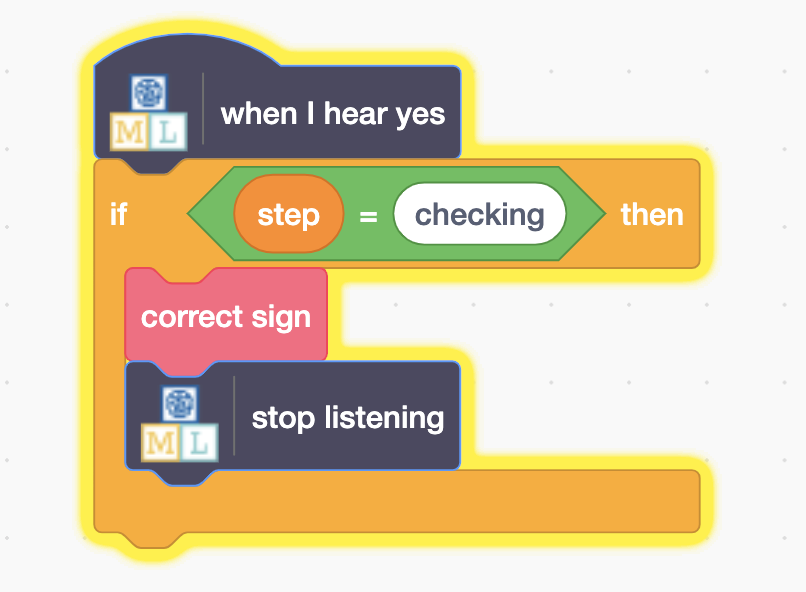 M L when I hear yes
if step = checking then
correct sign
M L stop listening